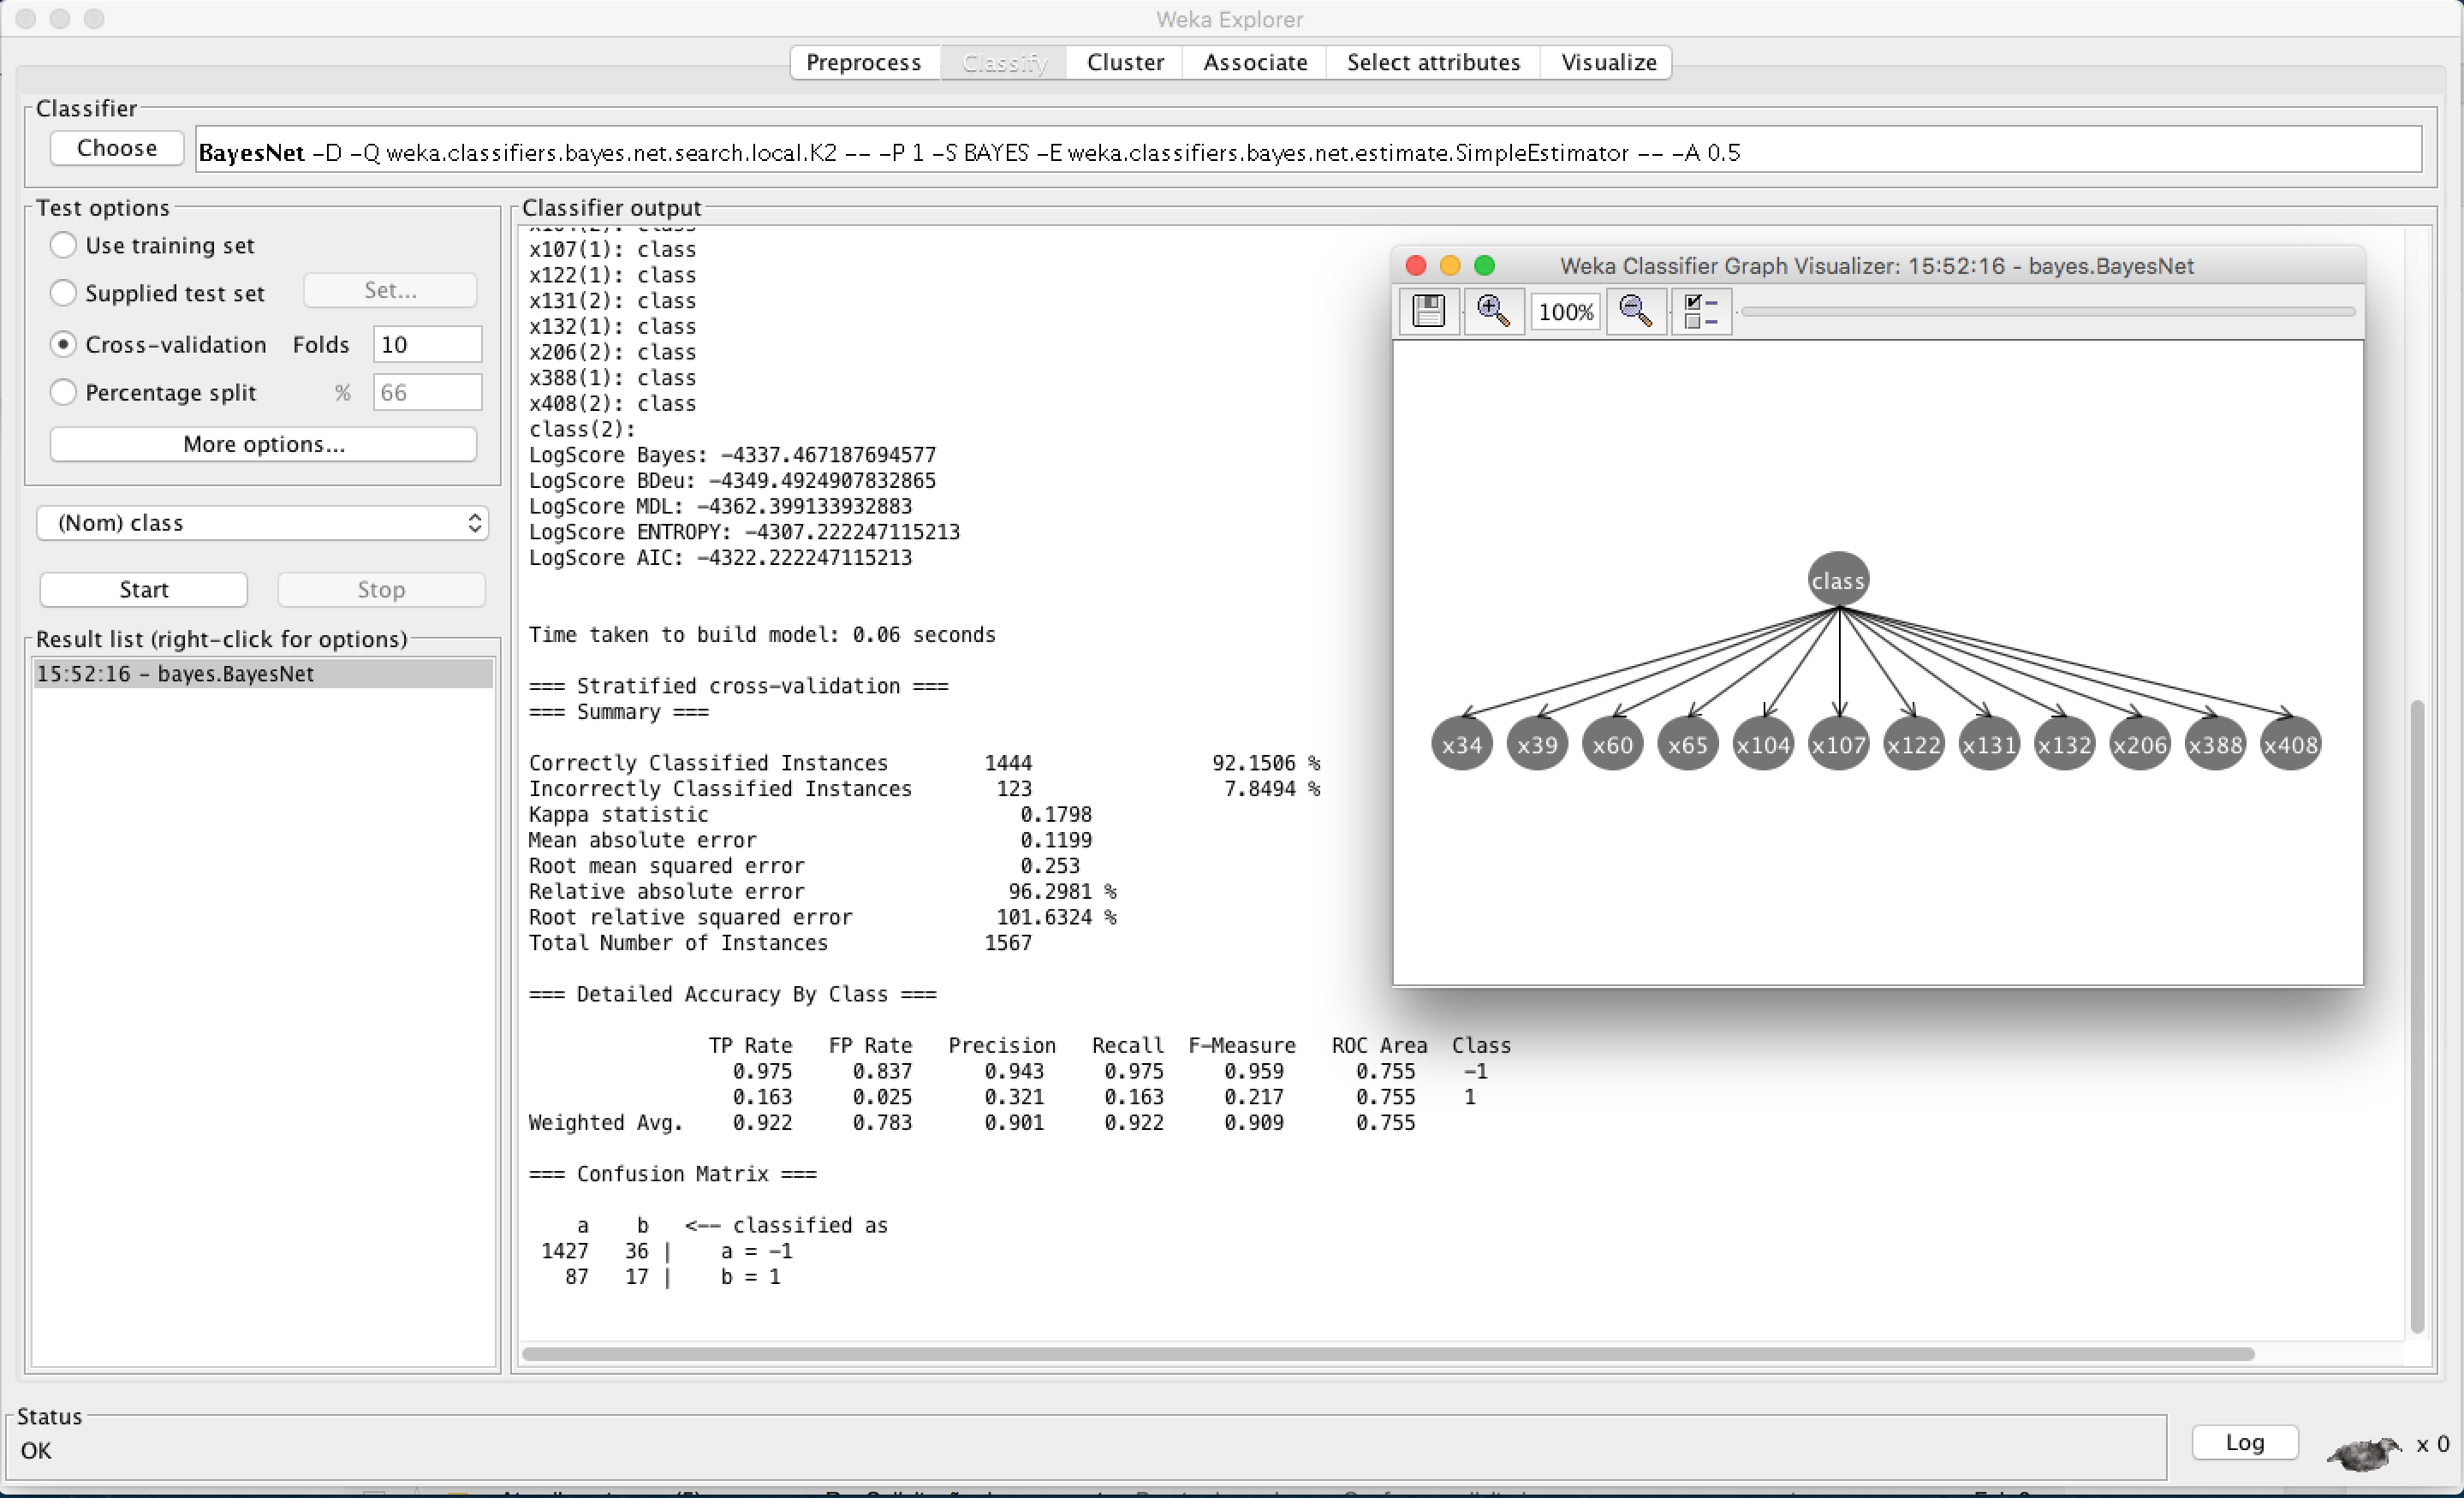 Weka Explorer
Preprocess Classify Cluster Associate Select attributes Visualize
Classifier
Choose BayesNet -D -Q weka.classifiers.bayes.net.search.local.K2 -- -P 1 -S BAYES -E weka.classifiers.bayes.net.estimate.SimpleEstimator -- -A 0.5
Test options
Use training set
Supplied test set Set...
Cross-validation Folds 10
Percentage split % 66
More options...
(Nom) class
Start Stop
Result list (right-click for options)
15:52:16 - bayes.BayesNet
Classifier output
x107(1): class
x122(1): class
x131(2): class
x132(1): class
x206(2): class
x388(1): class
x408(2): class
class(2):
LogScore Bayes: -4337.467187694577
LogScore BDeu: -4349.4924907832865
LogScore MDL: -4362.399133932883
LogScore ENTROPY: -4307.222247115213
LogScore AIC: -4322.222247115213
Time taken to build model: 0.06 seconds
=== Stratified cross-validation ===
=== Summary ===
Correctly Classified Instances 1444 92.1506 %
Incorrectly Classified Instances 123 7.8494 %
Kappa statistic 0.1798
Mean absolute error 0.1199
Root mean squared error 0.253
Relative absolute error 96.2981 %
Root relative squared error 101.6324 %
Total Number of Instances 1567
=== Detailed Accuracy By Class ===
TP Rate FP Rate Precision Recall F-Measure ROC Area Class
0.975 0.837 0.943 0.975 0.959 0.755 -1
0.163 0.025 0.321 0.163 0.217 0.755 1
Weighted Avg. 0.922 0.783 0.901 0.922 0.909 0.755
=== Confusion Matrix ===
a b <-- classified as
1427 36 | a = -1
87 17 | b = 1
Weka Classifier Graph Visualizer: 15:52:16 - bayes.BayesNet
100%
class
x34 x39 x60 x65 x104 x107 x122 x131 x132 x206 x388 x408
Status
OK
Log x 0